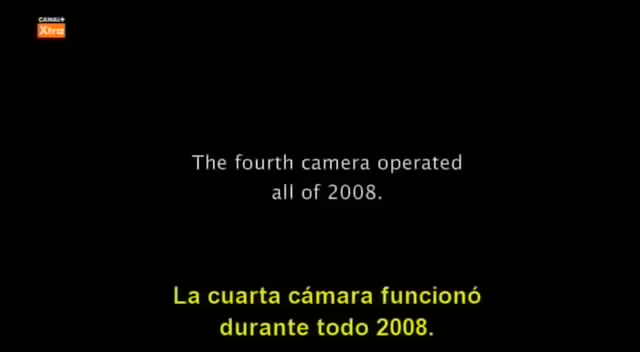 CANAL+
Xtra
The fourth camera operated
all of 2008.
La cuarta cámara funcionó
durante todo 2008.